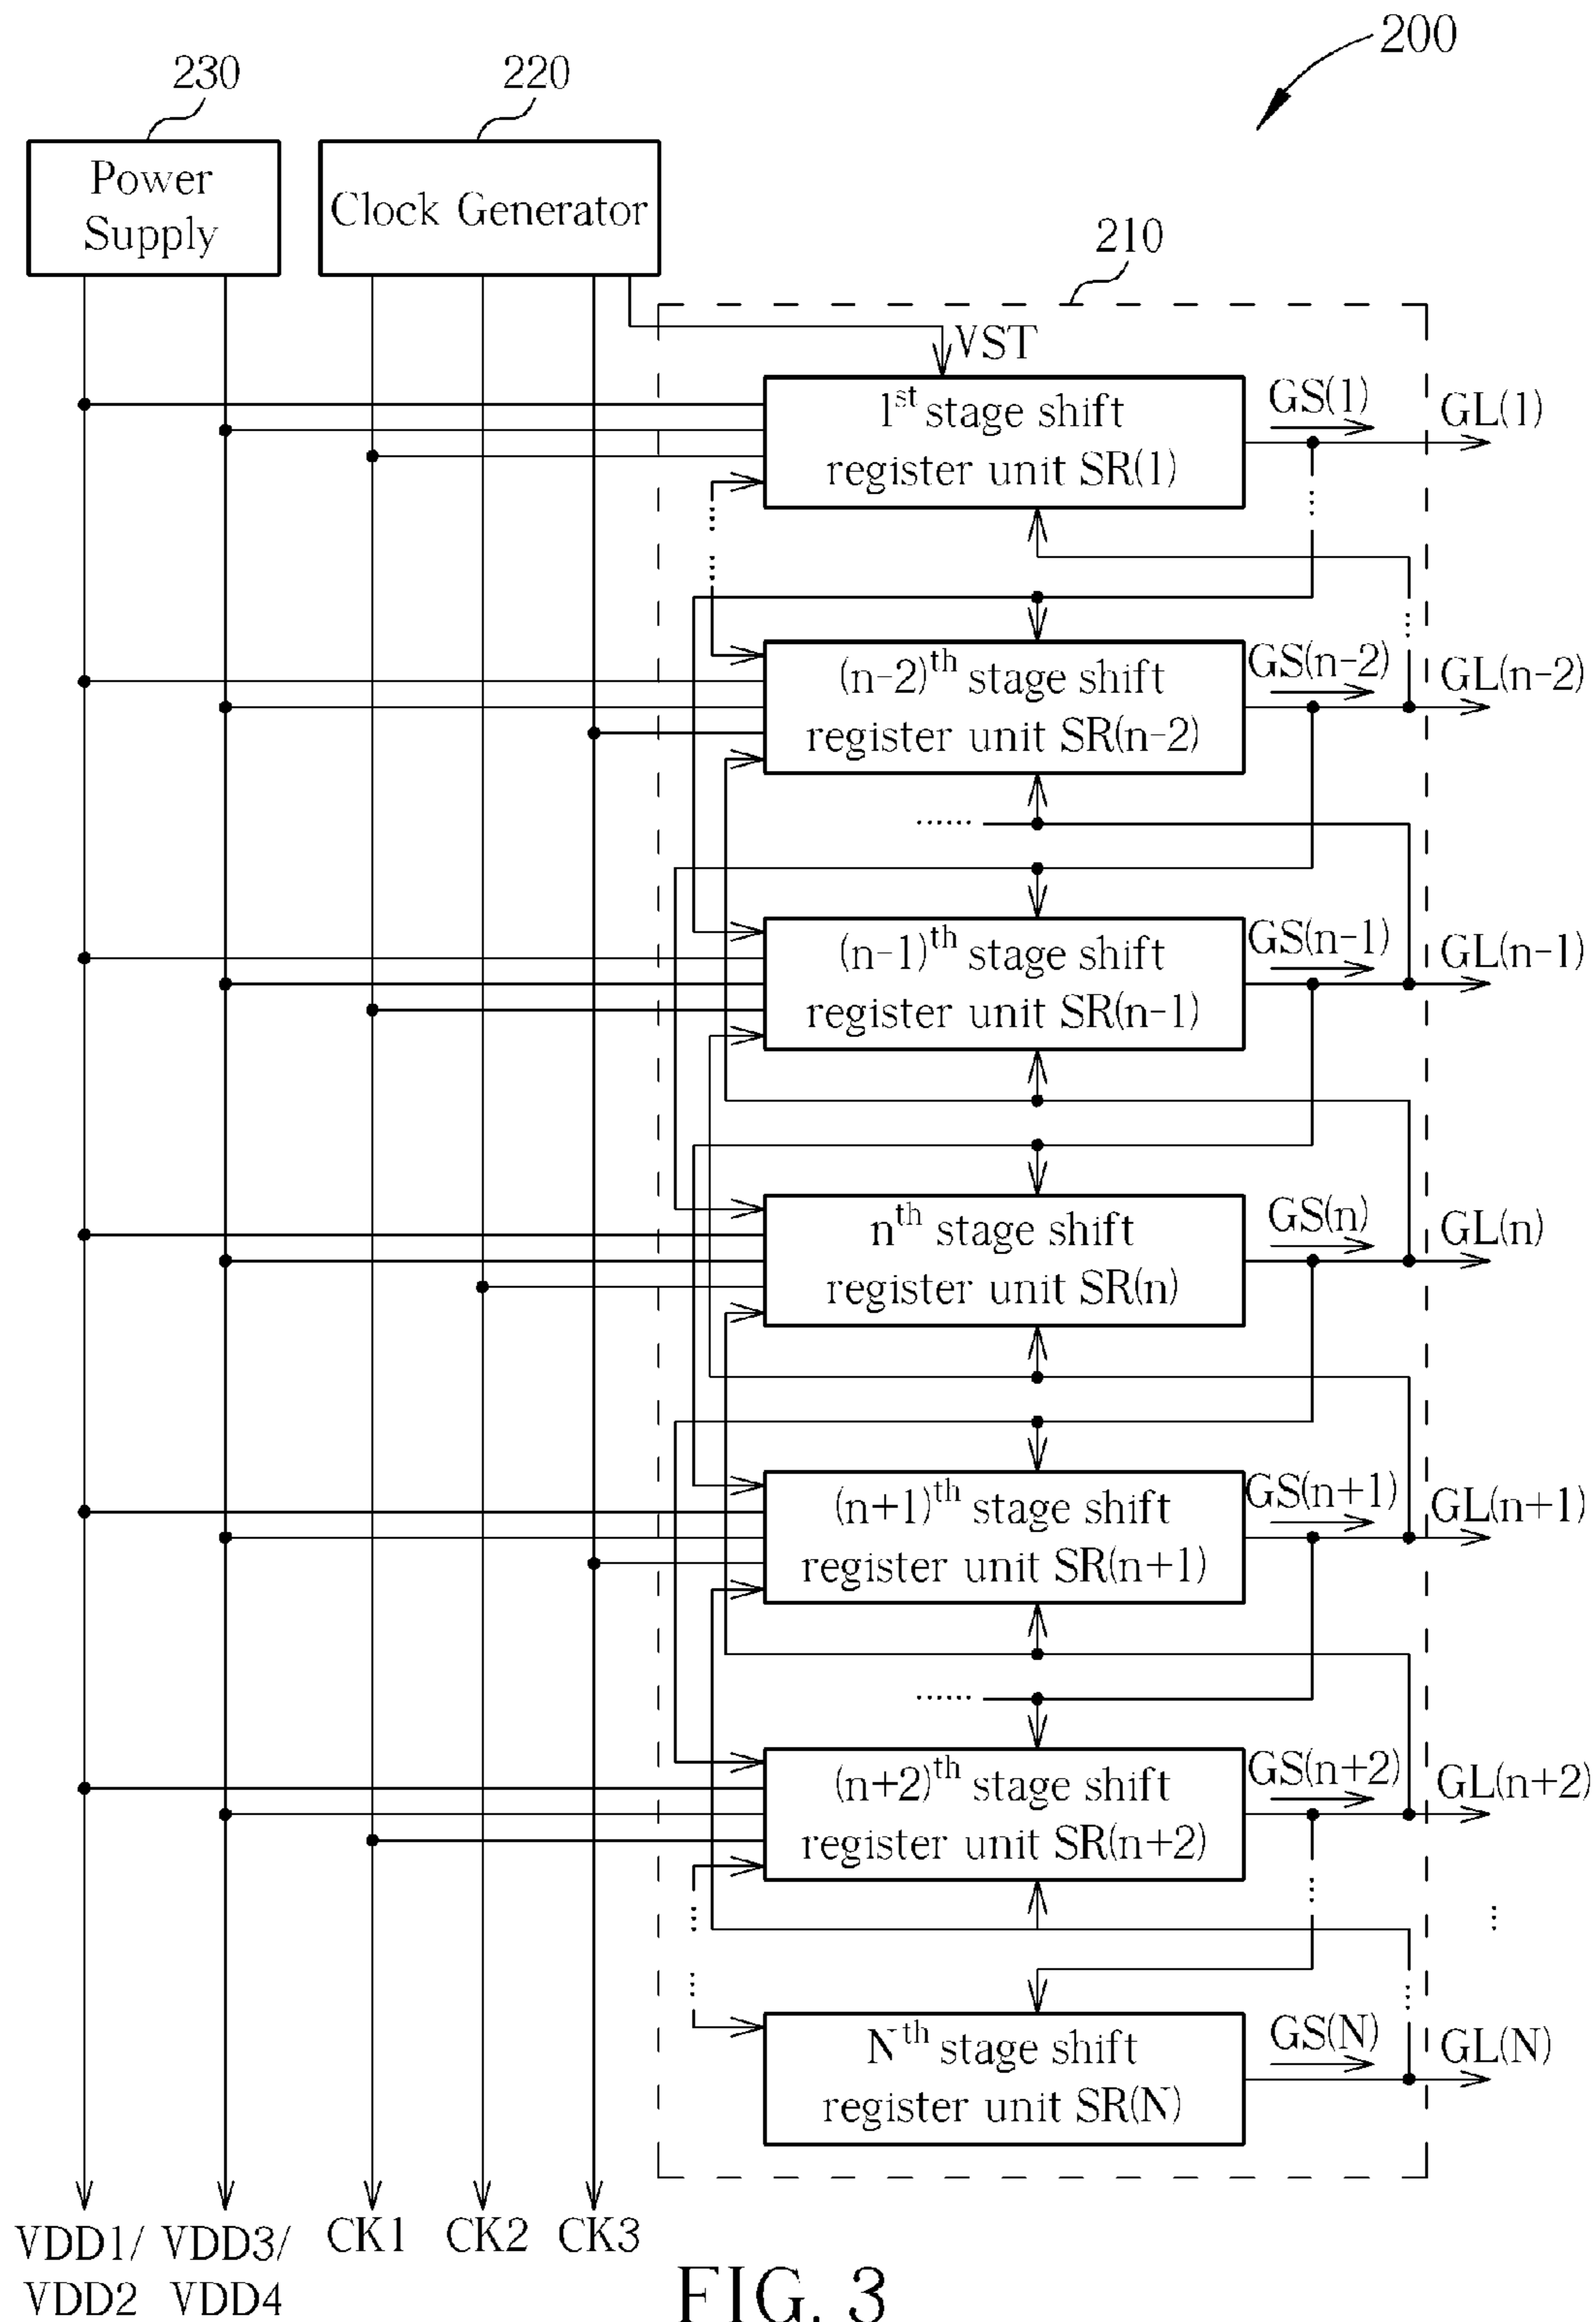 200
230
220
Power
Supply
Clock Generator
210
VST
1st stage shift
register unit SR(1)
GS(1)
GL(1)
(n-2)th stage shift
register unit SR(n-2)
GS(n-2)
GL(n-2)
(n-1)th stage shift
register unit SR(n-1)
GS(n-1)
GL(n-1)
nth stage shift
register unit SR(n)
GS(n)
GL(n)
(n+1)th stage shift
register unit SR(n+1)
GS(n+1)
GL(n+1)
(n+2)th stage shift
register unit SR(n+2)
GS(n+2)
GL(n+2)
Nth stage shift
register unit SR(N)
GS(N)
GL(N)
VDD1/
VDD2
VDD3/
VDD4
CK1
CK2
CK3
FIG. 3